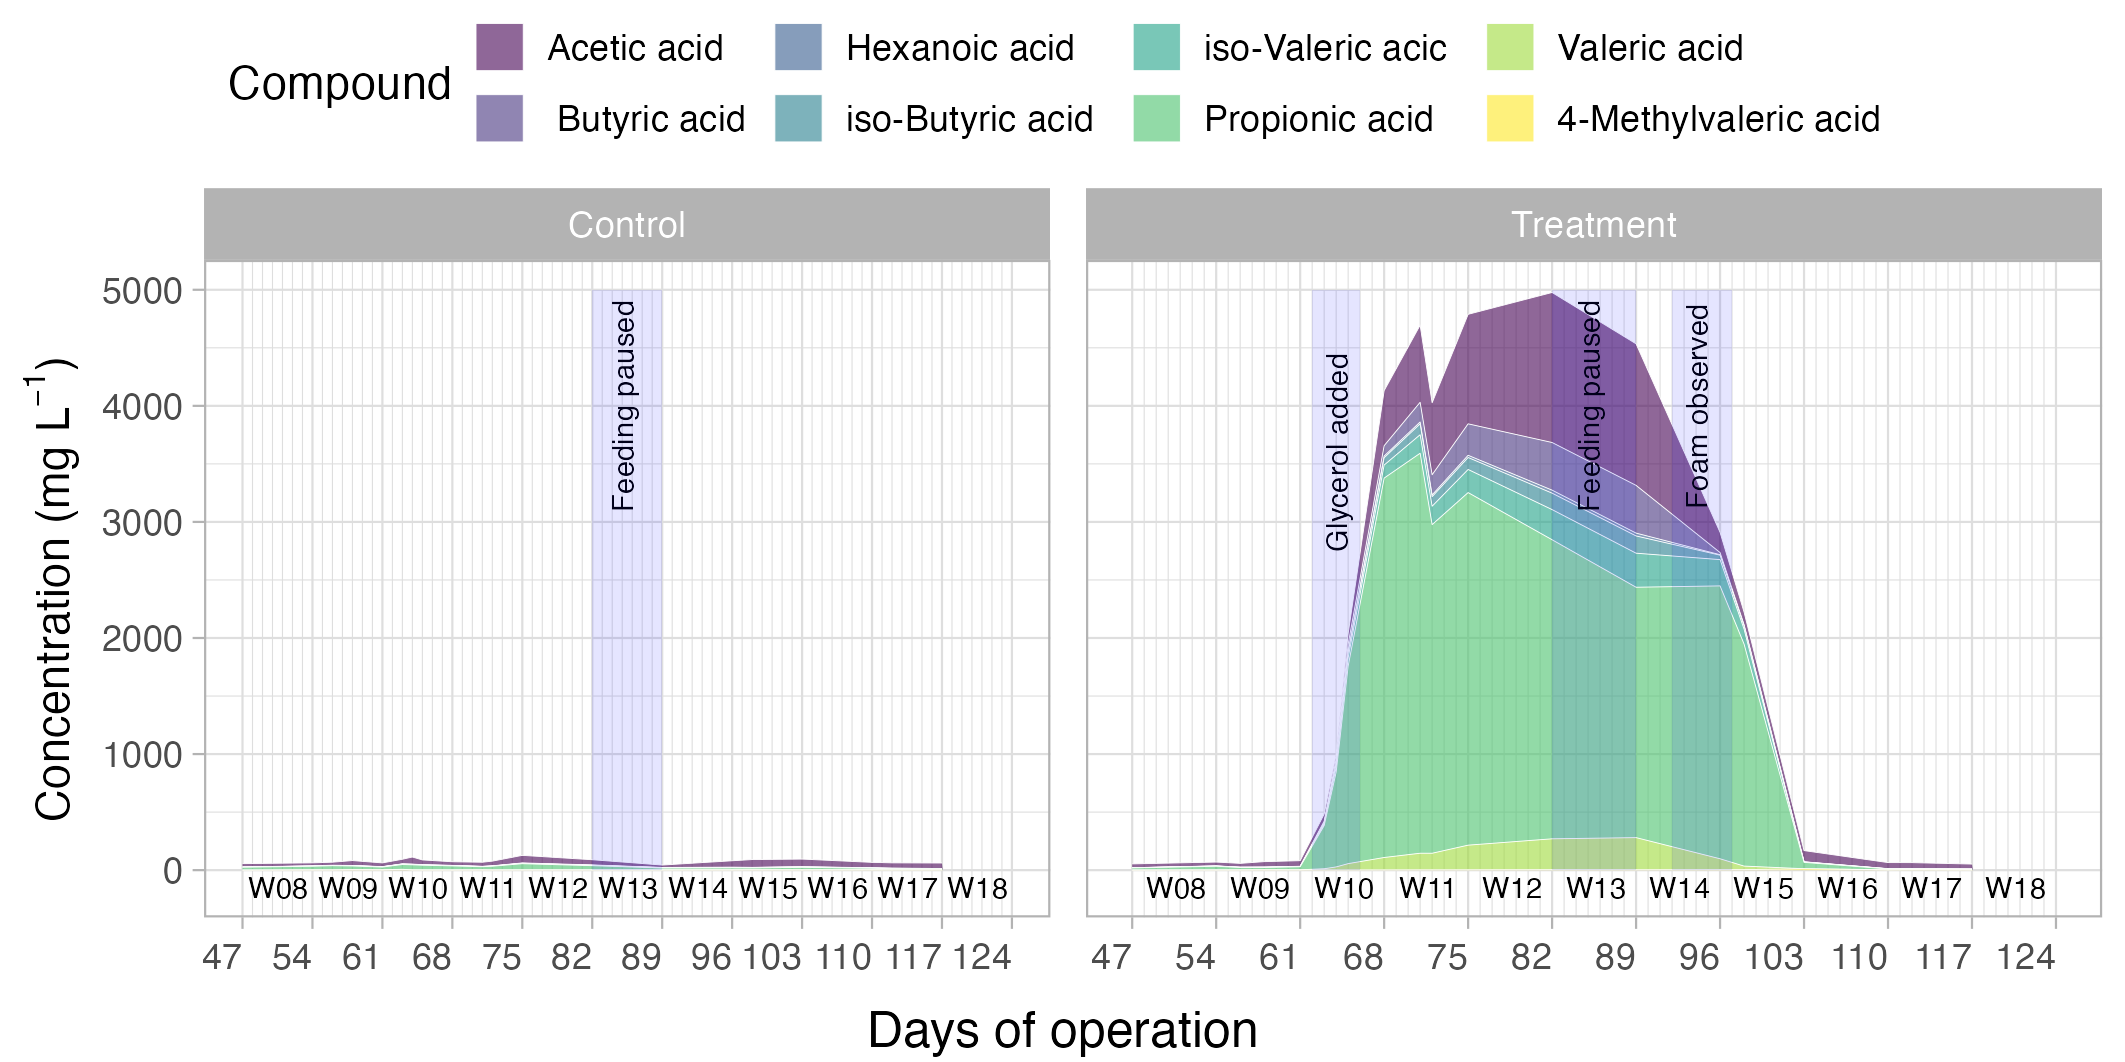 Compound
Acetic acid
Hexanoic acid
iso-Valeric acic
Valeric acid
Butyric acid
iso-Butyric acid
Propionic acid
4-Methylvaleric acid
Control
Treatment
Concentration (mg L⁻¹)
5000
4000
3000
2000
1000
0
Feeding paused
Glycerol added
Feeding paused
Foam observed
W08 W09 W10 W11 W12 W13 W14 W15 W16 W17 W18
W08 W09 W10 W11 W12 W13 W14 W15 W16 W17 W18
47 54 61 68 75 82 89 96 103 110 117 124
47 54 61 68 75 82 89 96 103 110 117 124
Days of operation